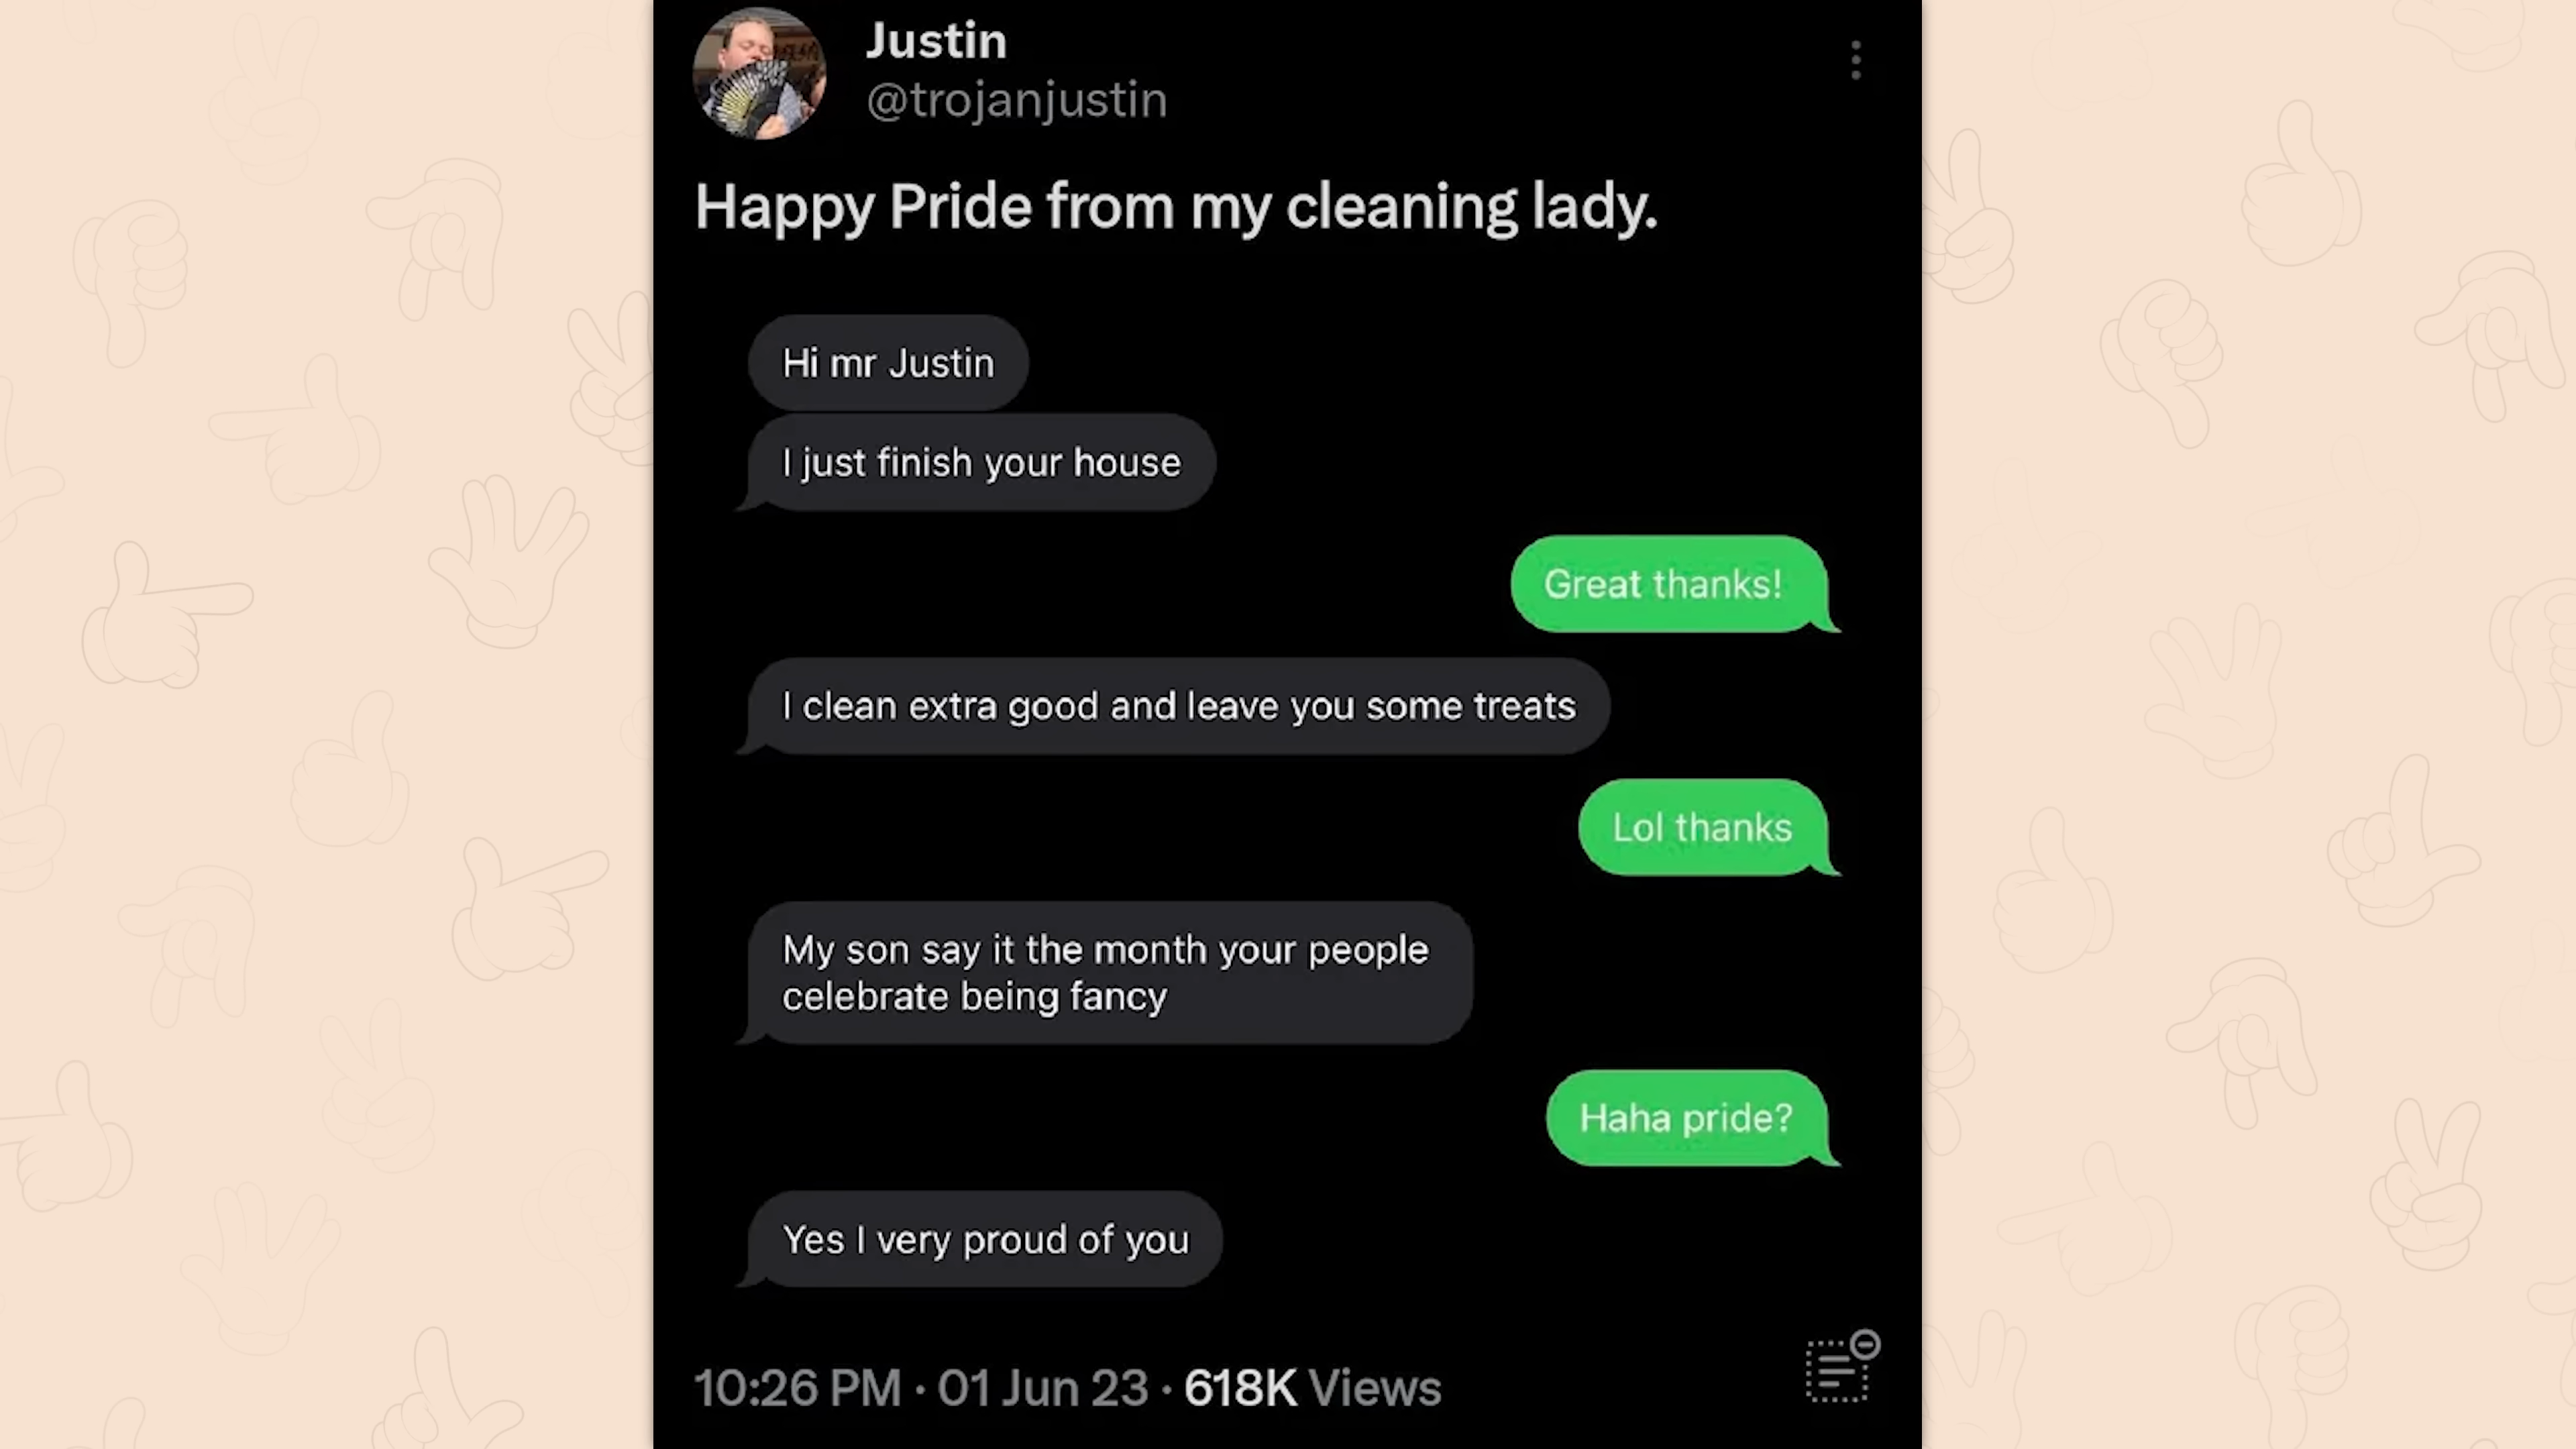 Justin
@trojanjustin
Happy Pride from my cleaning lady.
Hi mr Justin
I just finish your house
Great thanks!
I clean extra good and leave you some treats
Lol thanks
My son say it the month your people
celebrate being fancy
Haha pride?
Yes I very proud of you
10:26 PM · 01 Jun 23 · 618K Views